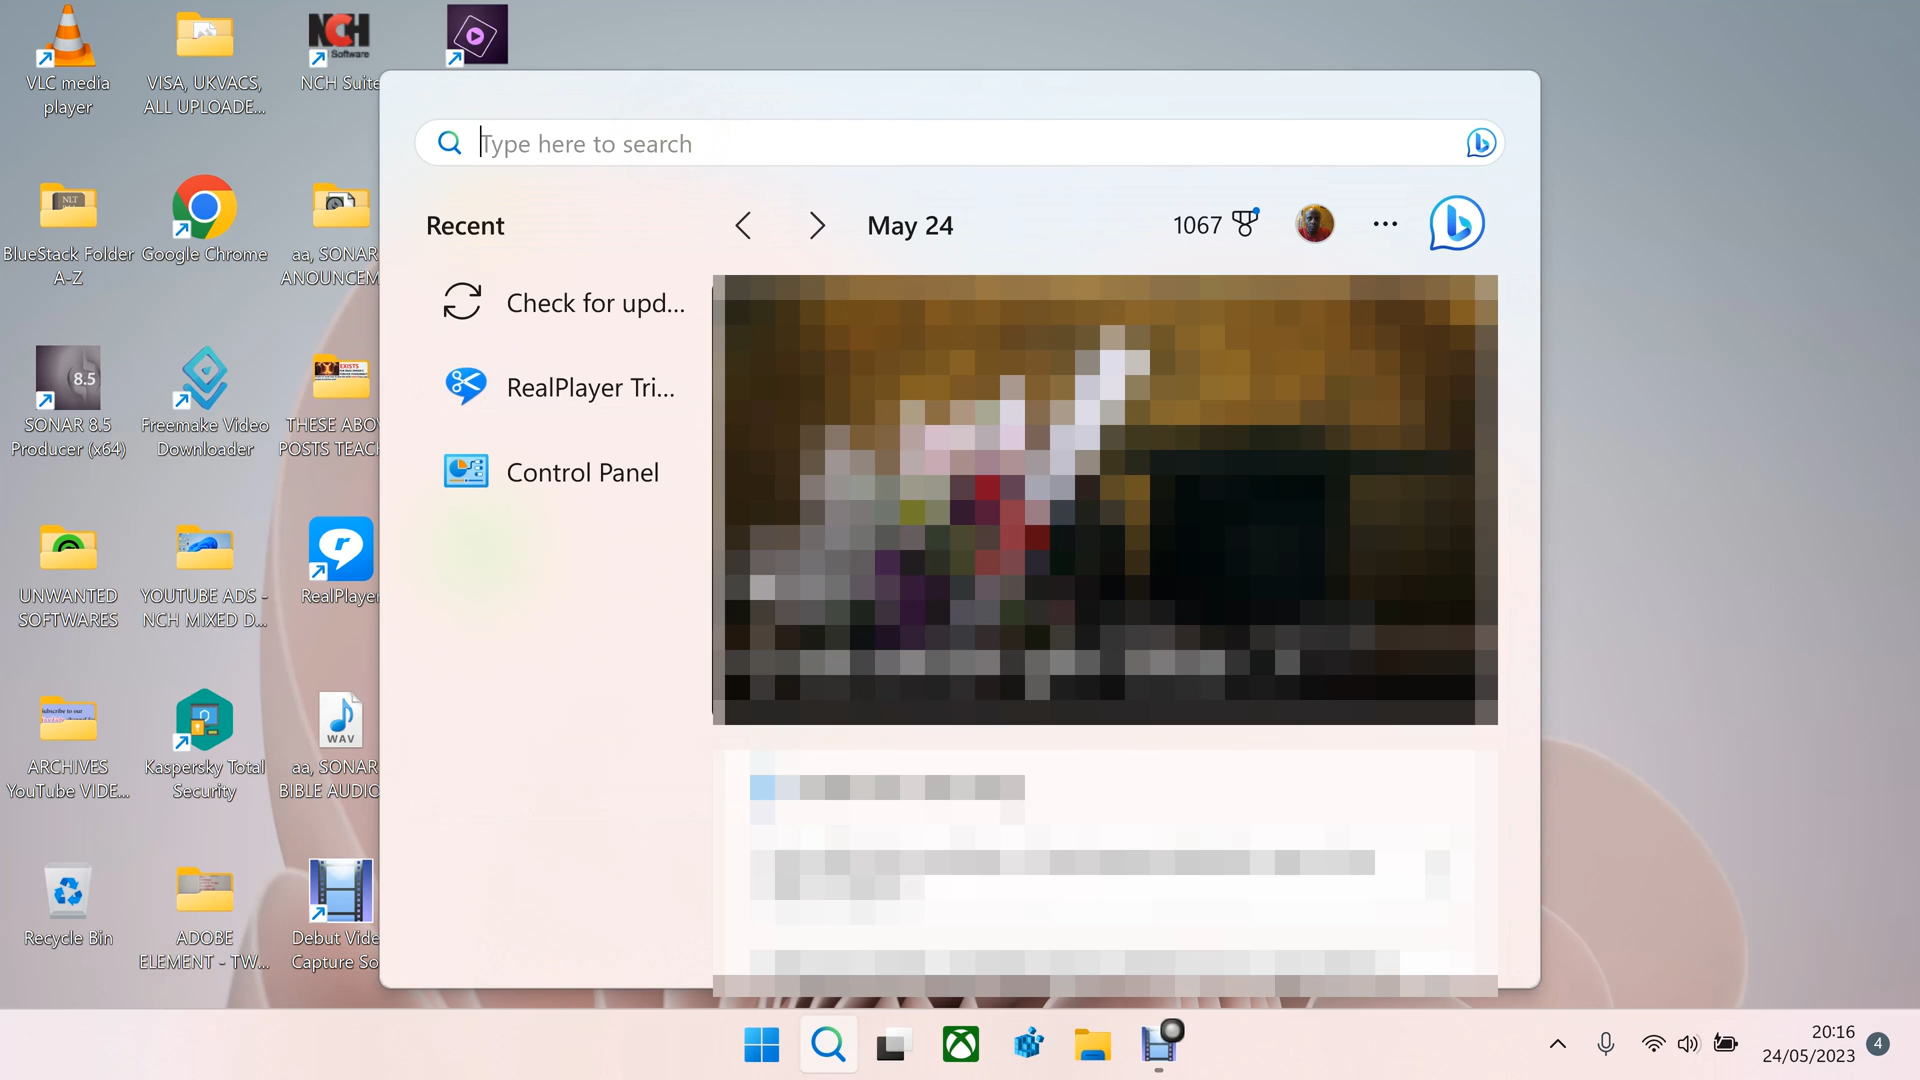 VLC media
player
VISA, UKVACS,
ALL UPLOADE...
NCH Software
NCH Suite
Type here to search
Recent
May 24
1067
NLT
BlueStack Folder
A-Z
Google Chrome
aa, SONAR
ANOUNCEM
Check for upd...
RealPlayer Tri...
Control Panel
8.5
SONAR 8.5
Producer (x64)
Freemake Video
Downloader
EXISTS
THESE ABO
POSTS TEACH
UNWANTED
SOFTWARES
YOUTUBE ADS -
NCH MIXED D...
RealPlayer
ARCHIVES
YouTube VIDE...
Kaspersky Total
Security
WAV
aa, SONAR
BIBLE AUDIO
Recycle Bin
ADOBE
ELEMENT - TW...
Debut Vide
Capture So
20:16
24/05/2023
4